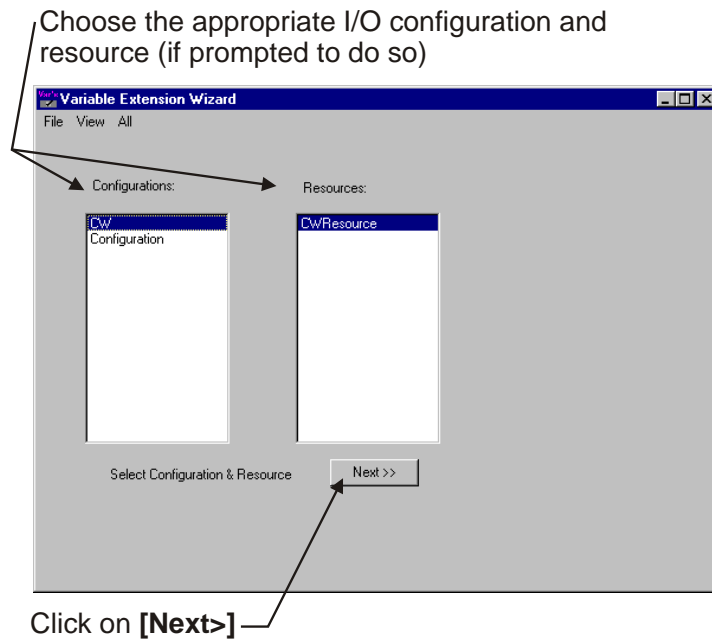 Choose the appropriate I/O configuration and
resource (if prompted to do so)
Variable Extension Wizard
File View All
Configurations:
Resources:
CW
Configuration
CWResource
Select Configuration & Resource
Next >>
Click on [Next>]